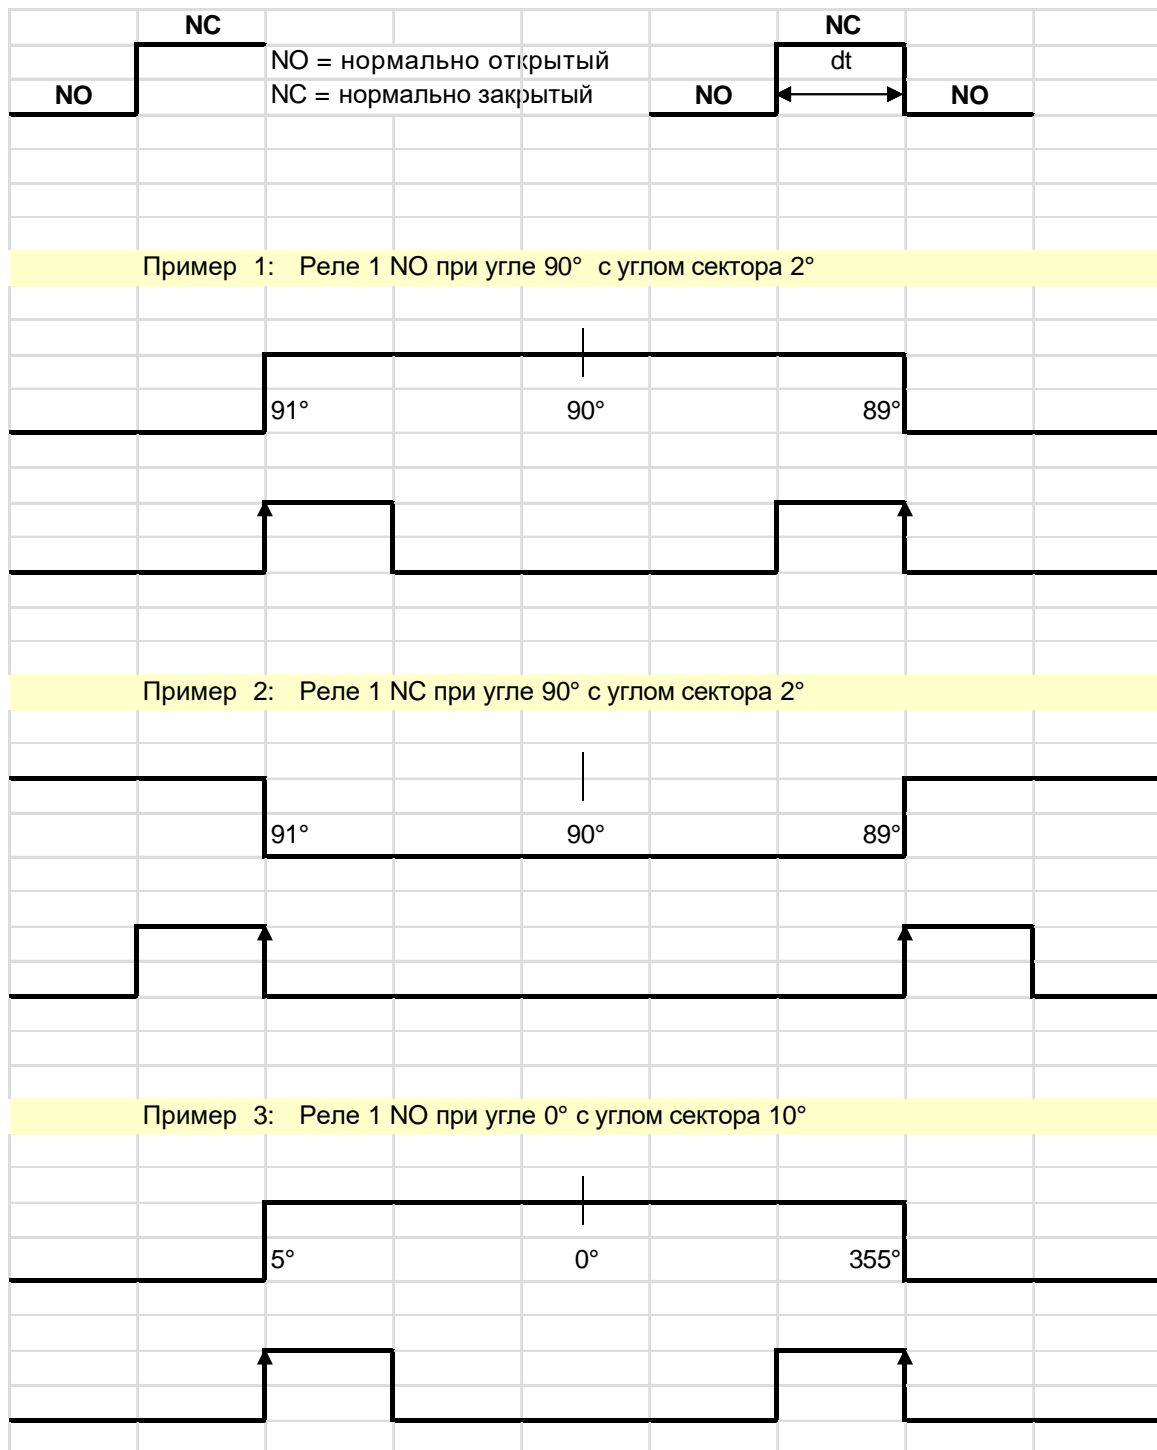 NC NC
NO = нормально открытый dt
NO NC = нормально закрытый NO NO
Пример 1: Реле 1 NO при угле 90° с углом сектора 2°
91° 90° 89°
Пример 2: Реле 1 NC при угле 90° с углом сектора 2°
91° 90° 89°
Пример 3: Реле 1 NO при угле 0° с углом сектора 10°
5° 0° 355°